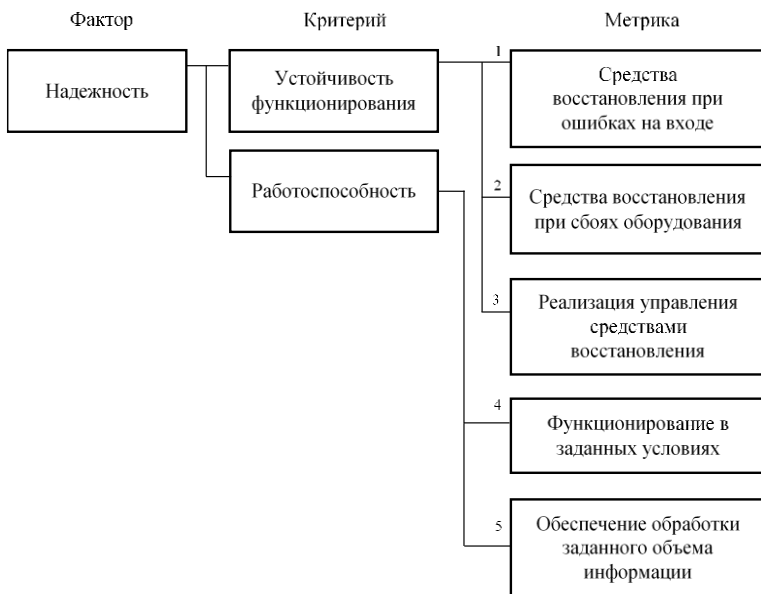 Фактор
Критерий
Метрика
Надежность
Устойчивость
функционирования
Работоспособность
1
Средства
восстановления при
ошибках на входе
2
Средства восстановления
при сбоях оборудования
3
Реализация управления
средствами
восстановления
4
Функционирование в
заданных условиях
5
Обеспечение обработки
заданного объема
информации